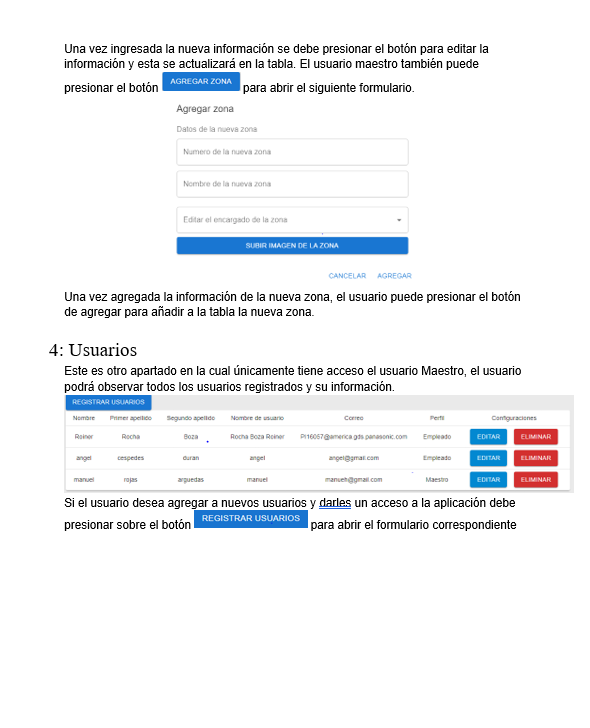 Una vez ingresada la nueva información se debe presionar el botón para editar la
información y esta se actualizará en la tabla. El usuario maestro también puede
presionar el botón AGREGAR ZONA para abrir el siguiente formulario.
Agregar zona
Datos de la nueva zona
Numero de la nueva zona
Nombre de la nueva zona
Editar el encargado de la zona
SUBIR IMAGEN DE LA ZONA
CANCELAR AGREGAR
Una vez agregada la información de la nueva zona, el usuario puede presionar el botón
de agregar para añadir a la tabla la nueva zona.
4: Usuarios
Este es otro apartado en la cual únicamente tiene acceso el usuario Maestro, el usuario
podrá observar todos los usuarios registrados y su información.
REGISTRAR USUARIOS
Nombre Primer apellido Segundo apellido Nombre de usuario Correo Perfil Configuraciones
Roiner Rocha Boza Rocha Boza Roiner PI16057@america.gds.panasonic.com Empleado EDITAR ELIMINAR
angel cespedes duran angel angel@gmail.com Empleado EDITAR ELIMINAR
manuel rojas arguedas manuel manueh@gmail.com Maestro EDITAR ELIMINAR
Si el usuario desea agregar a nuevos usuarios y darles un acceso a la aplicación debe
presionar sobre el botón REGISTRAR USUARIOS para abrir el formulario correspondiente